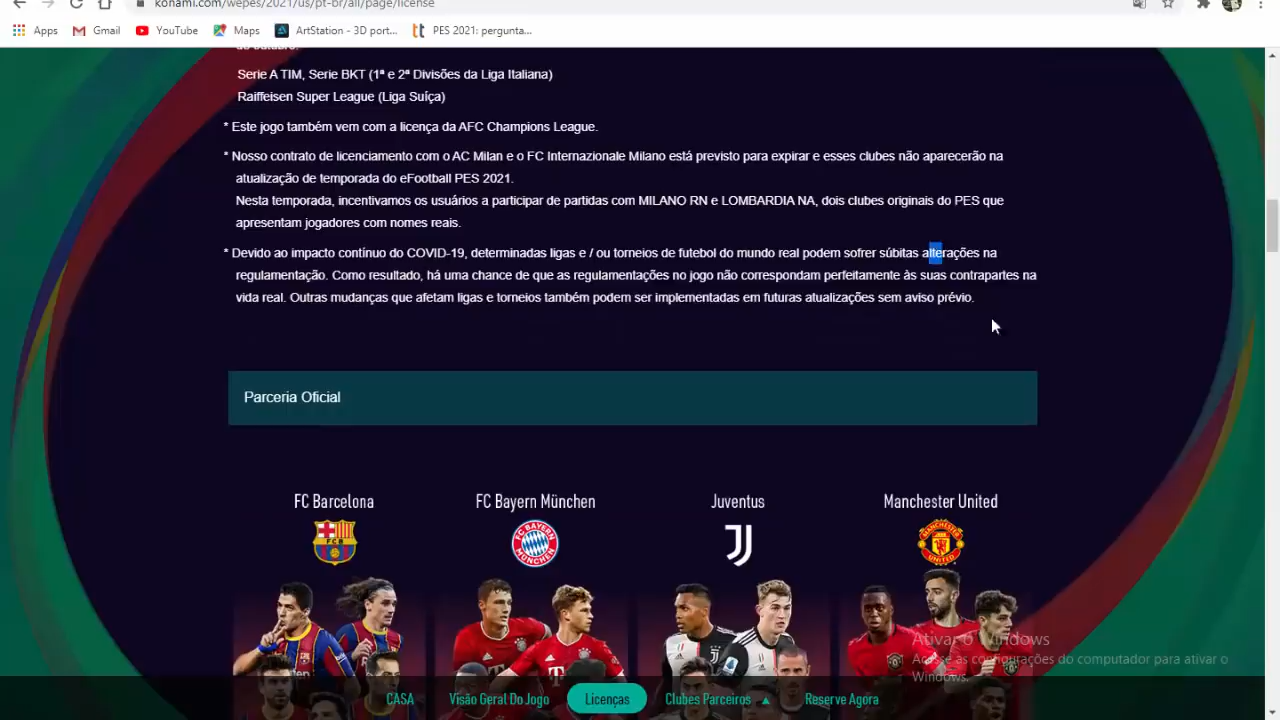 konami.com/wepes/2021/us/pt-br/all/page/license
Apps Gmail YouTube Maps ArtStation - 3D port... PES 2021: pergunta...
de outubro.
Serie A TIM, Serie BKT (1ª e 2ª Divisões da Liga Italiana)
Raiffeisen Super League (Liga Suíça)
* Este jogo também vem com a licença da AFC Champions League.
* Nosso contrato de licenciamento com o AC Milan e o FC Internazionale Milano está previsto para expirar e esses clubes não aparecerão na
atualização de temporada do eFootball PES 2021.
Nesta temporada, incentivamos os usuários a participar de partidas com MILANO RN e LOMBARDIA NA, dois clubes originais do PES que
apresentam jogadores com nomes reais.
* Devido ao impacto contínuo do COVID-19, determinadas ligas e / ou torneios de futebol do mundo real podem sofrer súbitas alterações na
regulamentação. Como resultado, há uma chance de que as regulamentações no jogo não correspondam perfeitamente às suas contrapartes na
vida real. Outras mudanças que afetam ligas e torneios também podem ser implementadas em futuras atualizações sem aviso prévio.
Parceria Oficial
FC Barcelona FC Bayern München Juventus Manchester United
Ativar o Windows
Acesse as configurações do computador para ativar o
Windows.
CASA Visão Geral Do Jogo Licenças Clubes Parceiros Reserve Agora